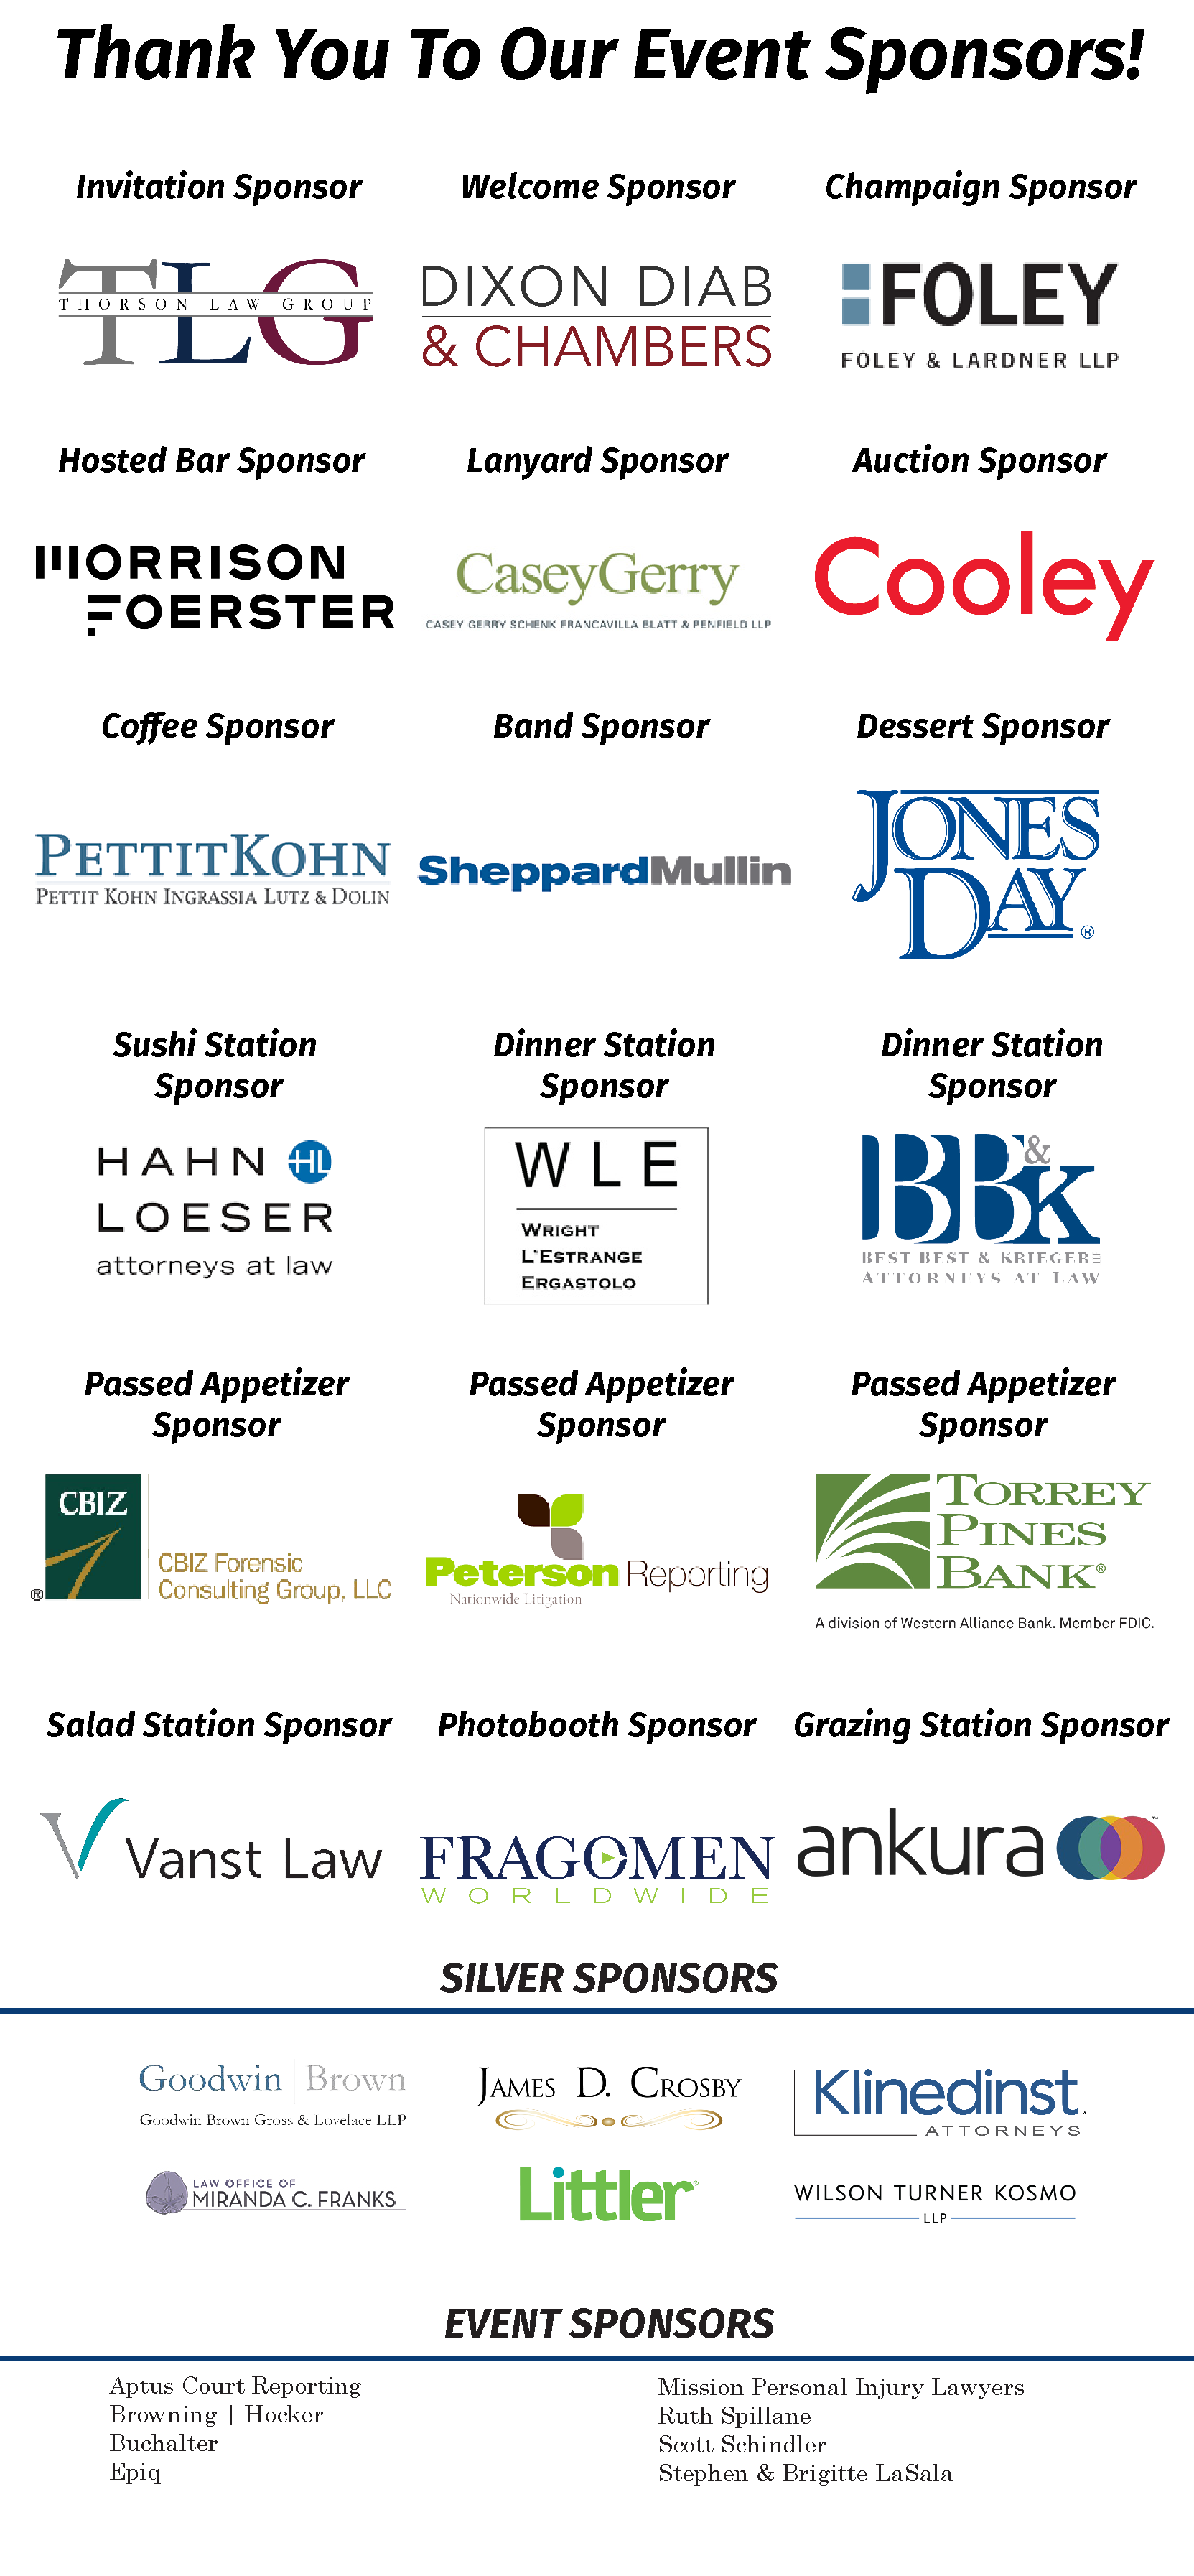 Thank You To Our Event Sponsors!
Invitation Sponsor
Welcome Sponsor
Champaign Sponsor
TLG
THORSON LAW GROUP
DIXON DIAB
& CHAMBERS
FOLEY
FOLEY & LARDNER LLP
Hosted Bar Sponsor
Lanyard Sponsor
Auction Sponsor
MORRISON
FOERSTER
CaseyGerry
CASEY GERRY SCHENK FRANCAVILLA BLATT & PENFIELD LLP
Cooley
Coffee Sponsor
Band Sponsor
Dessert Sponsor
PETTITKOHN
PETTIT KOHN INGRASSIA LUTZ & DOLIN
SheppardMullin
JONES
DAY®
Sushi Station
Sponsor
Dinner Station
Sponsor
Dinner Station
Sponsor
HAHN HL
LOESER
attorneys at law
WLE
WRIGHT
L'ESTRANGE
ERGASTOLO
BB&K
BEST BEST & KRIEGER
ATTORNEYS AT LAW
Passed Appetizer
Sponsor
Passed Appetizer
Sponsor
Passed Appetizer
Sponsor
CBIZ
CBIZ Forensic
Consulting Group, LLC
Peterson Reporting
Nationwide Litigation
TORREY
PINES
BANK®
A division of Western Alliance Bank. Member FDIC.
Salad Station Sponsor
Photobooth Sponsor
Grazing Station Sponsor
Vanst Law
FRAGOMEN
WORLDWIDE
ankura™
SILVER SPONSORS
Goodwin Brown
Goodwin Brown Gross & Lovelace LLP
JAMES D. CROSBY
Klinedinst
ATTORNEYS
LAW OFFICE OF
MIRANDA C. FRANKS
Littler®
WILSON TURNER KOSMO
LLP
EVENT SPONSORS
Aptus Court Reporting
Browning | Hocker
Buchalter
Epiq
Mission Personal Injury Lawyers
Ruth Spillane
Scott Schindler
Stephen & Brigitte LaSala